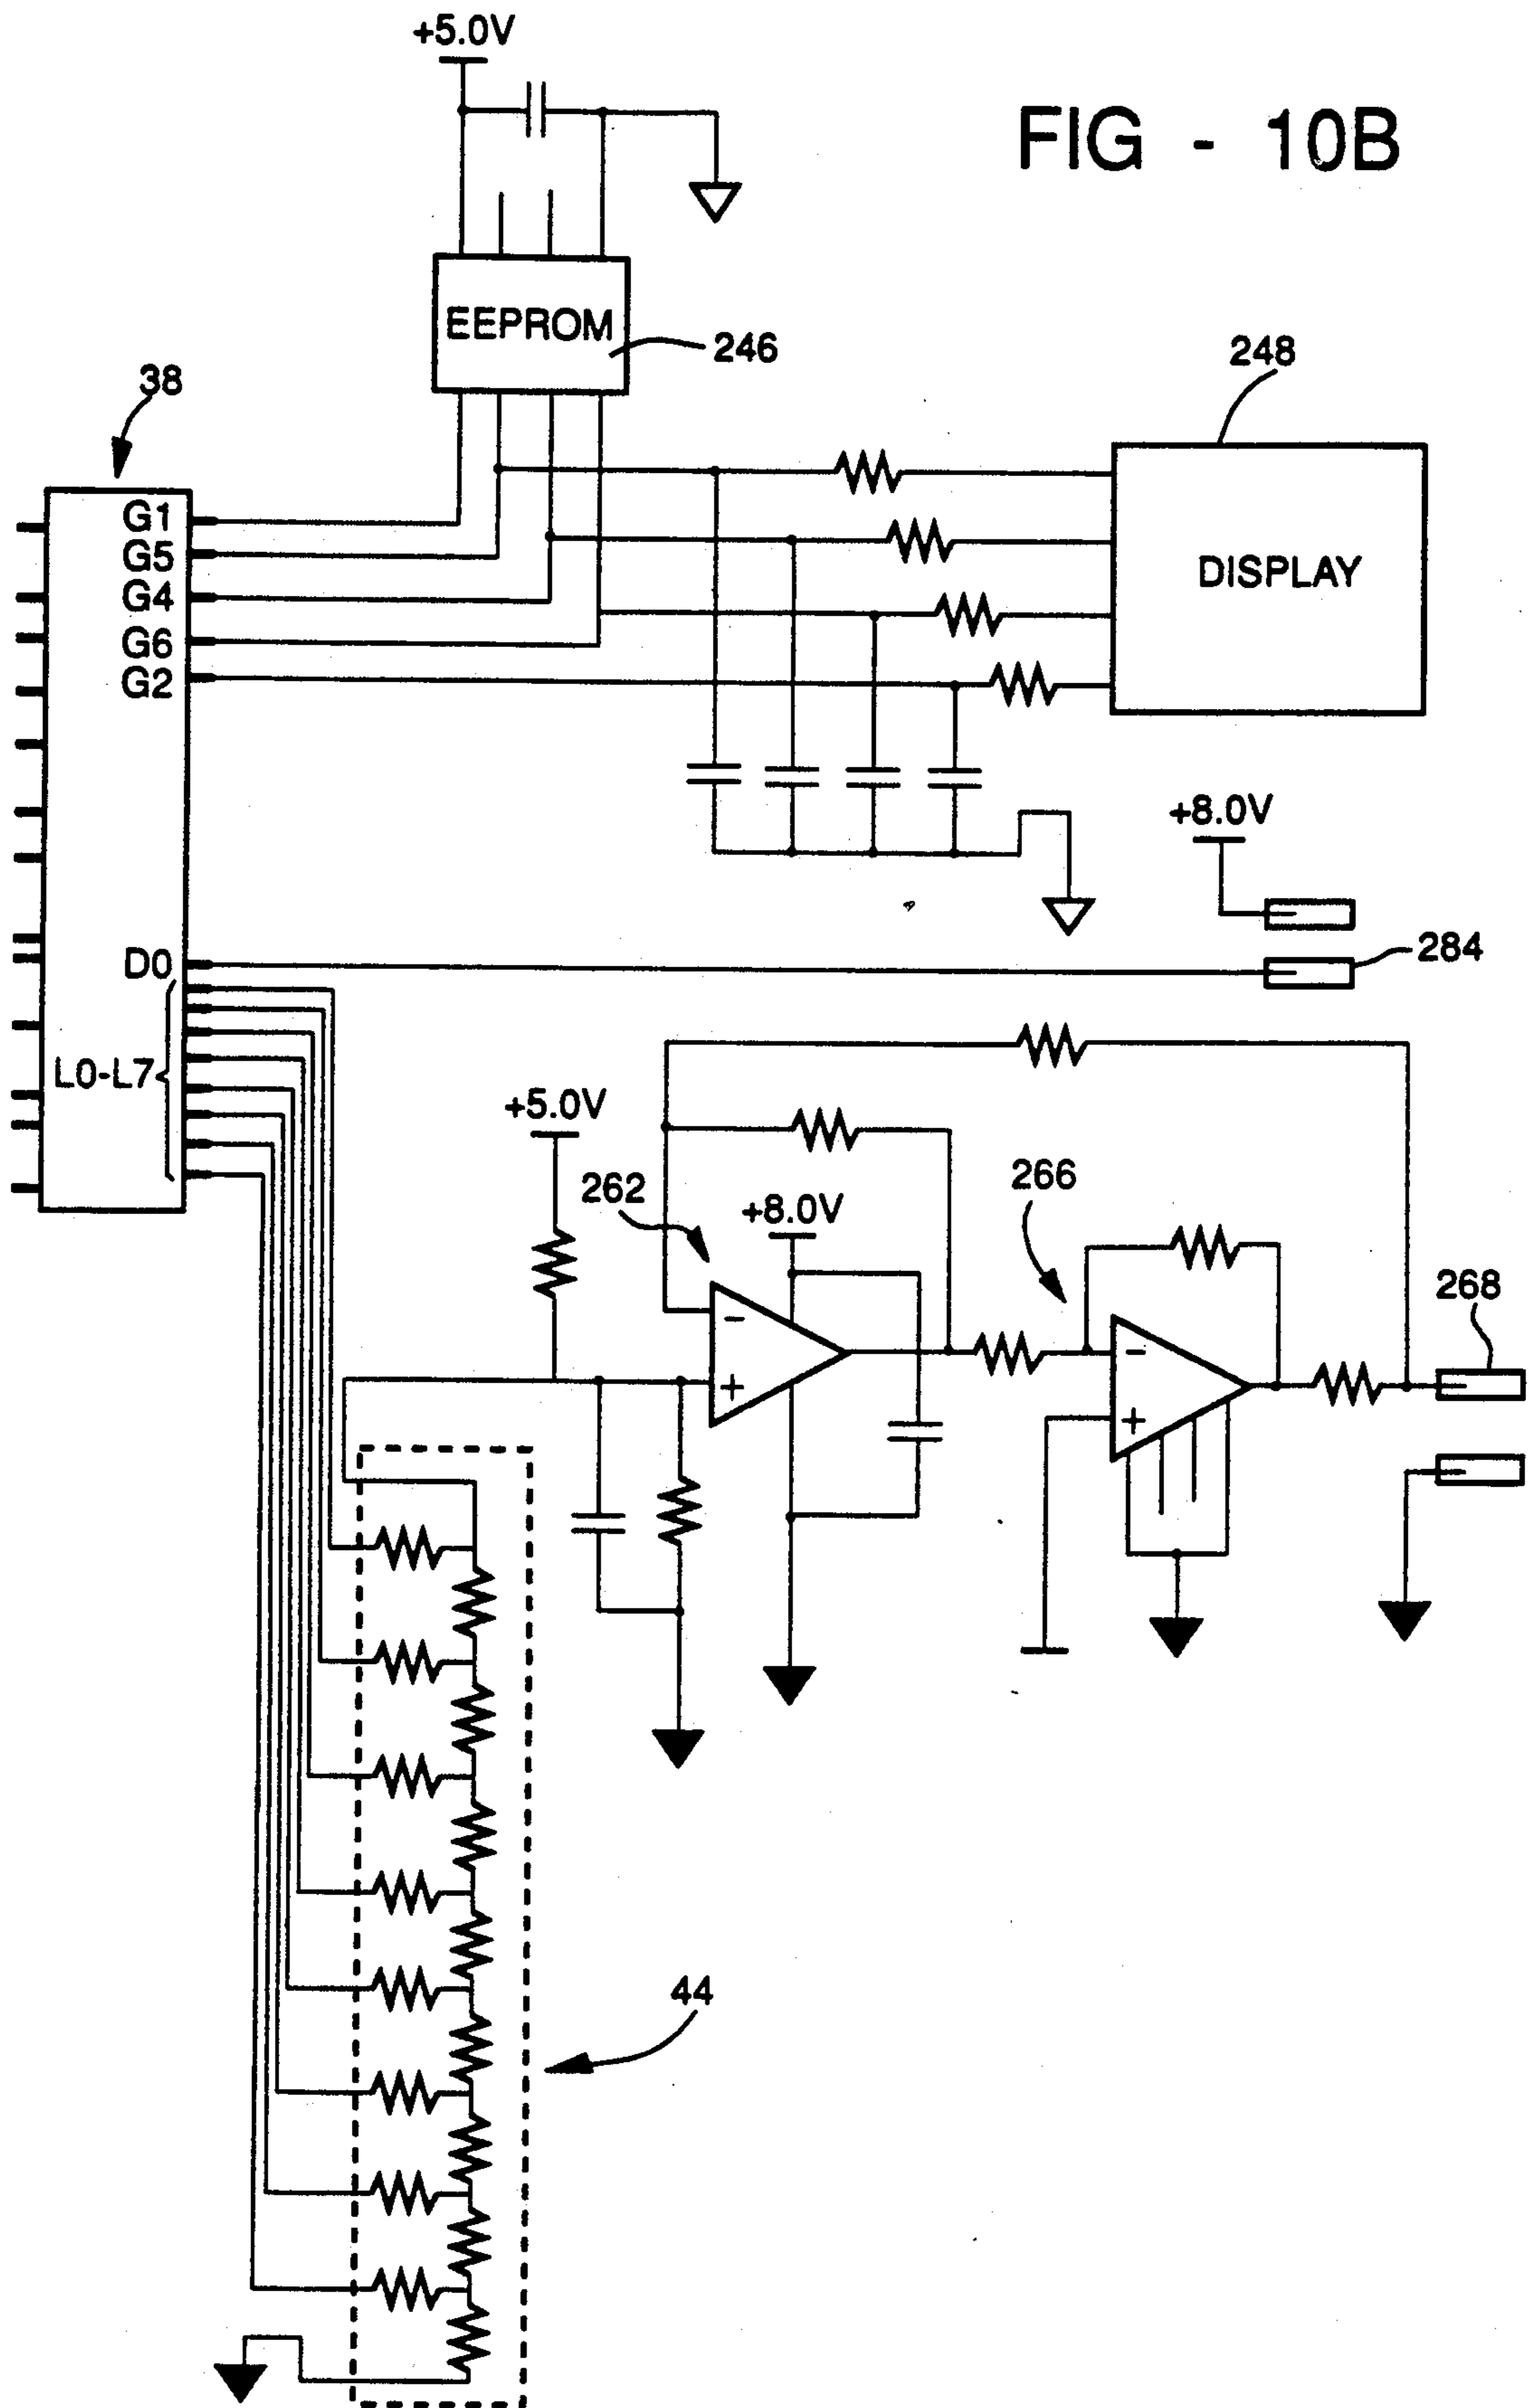 +5.0V
FIG - 10B
EEPROM
246
248
38
G1
G5
G4
G6
G2
DISPLAY
+8.0V
D0
284
L0-L7
+5.0V
262
+8.0V
266
268
-
+
-
+
44